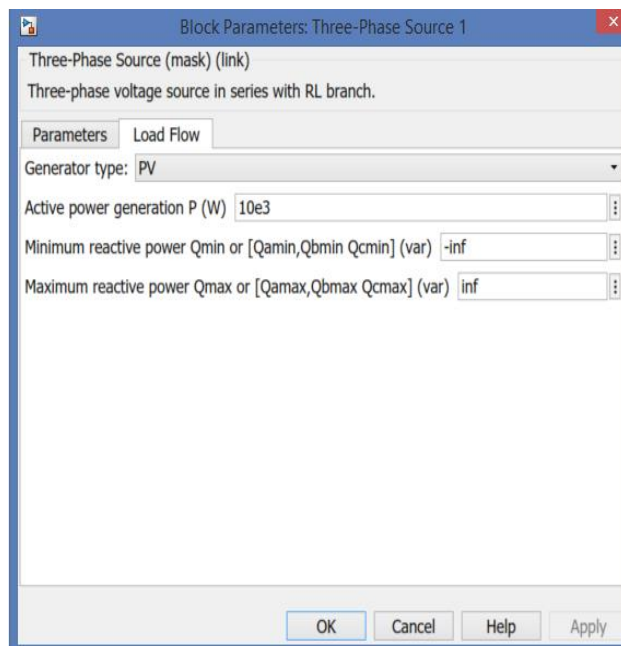 Block Parameters: Three-Phase Source 1
Three-Phase Source (mask) (link)
Three-phase voltage source in series with RL branch.
Parameters Load Flow
Generator type: PV
Active power generation P (W) 10e3
Minimum reactive power Qmin or [Qamin,Qbmin Qcmin] (var) -inf
Maximum reactive power Qmax or [Qamax,Qbmax Qcmax] (var) inf
OK Cancel Help Apply